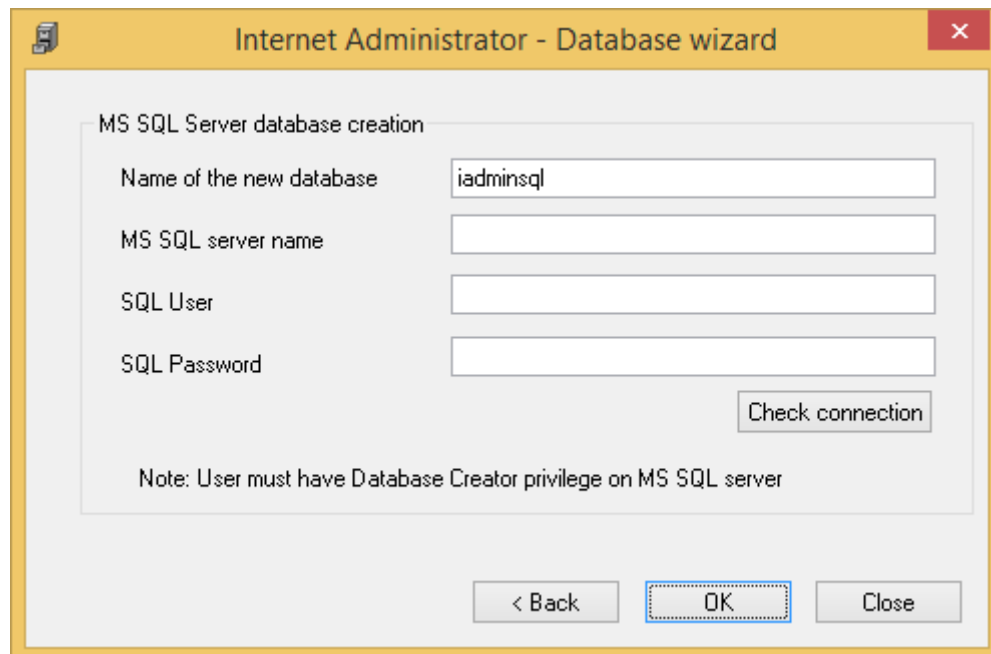 Internet Administrator - Database wizard
MS SQL Server database creation
Name of the new database
iadminsql
MS SQL server name
SQL User
SQL Password
Check connection
Note: User must have Database Creator privilege on MS SQL server
< Back
OK
Close